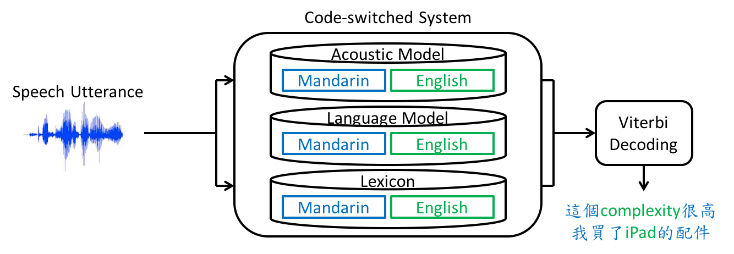 Code-switched System
Speech Utterance
Acoustic Model
Mandarin English
Language Model
Mandarin English
Lexicon
Mandarin English
Viterbi
Decoding
這個complexity很高
我買了iPad的配件